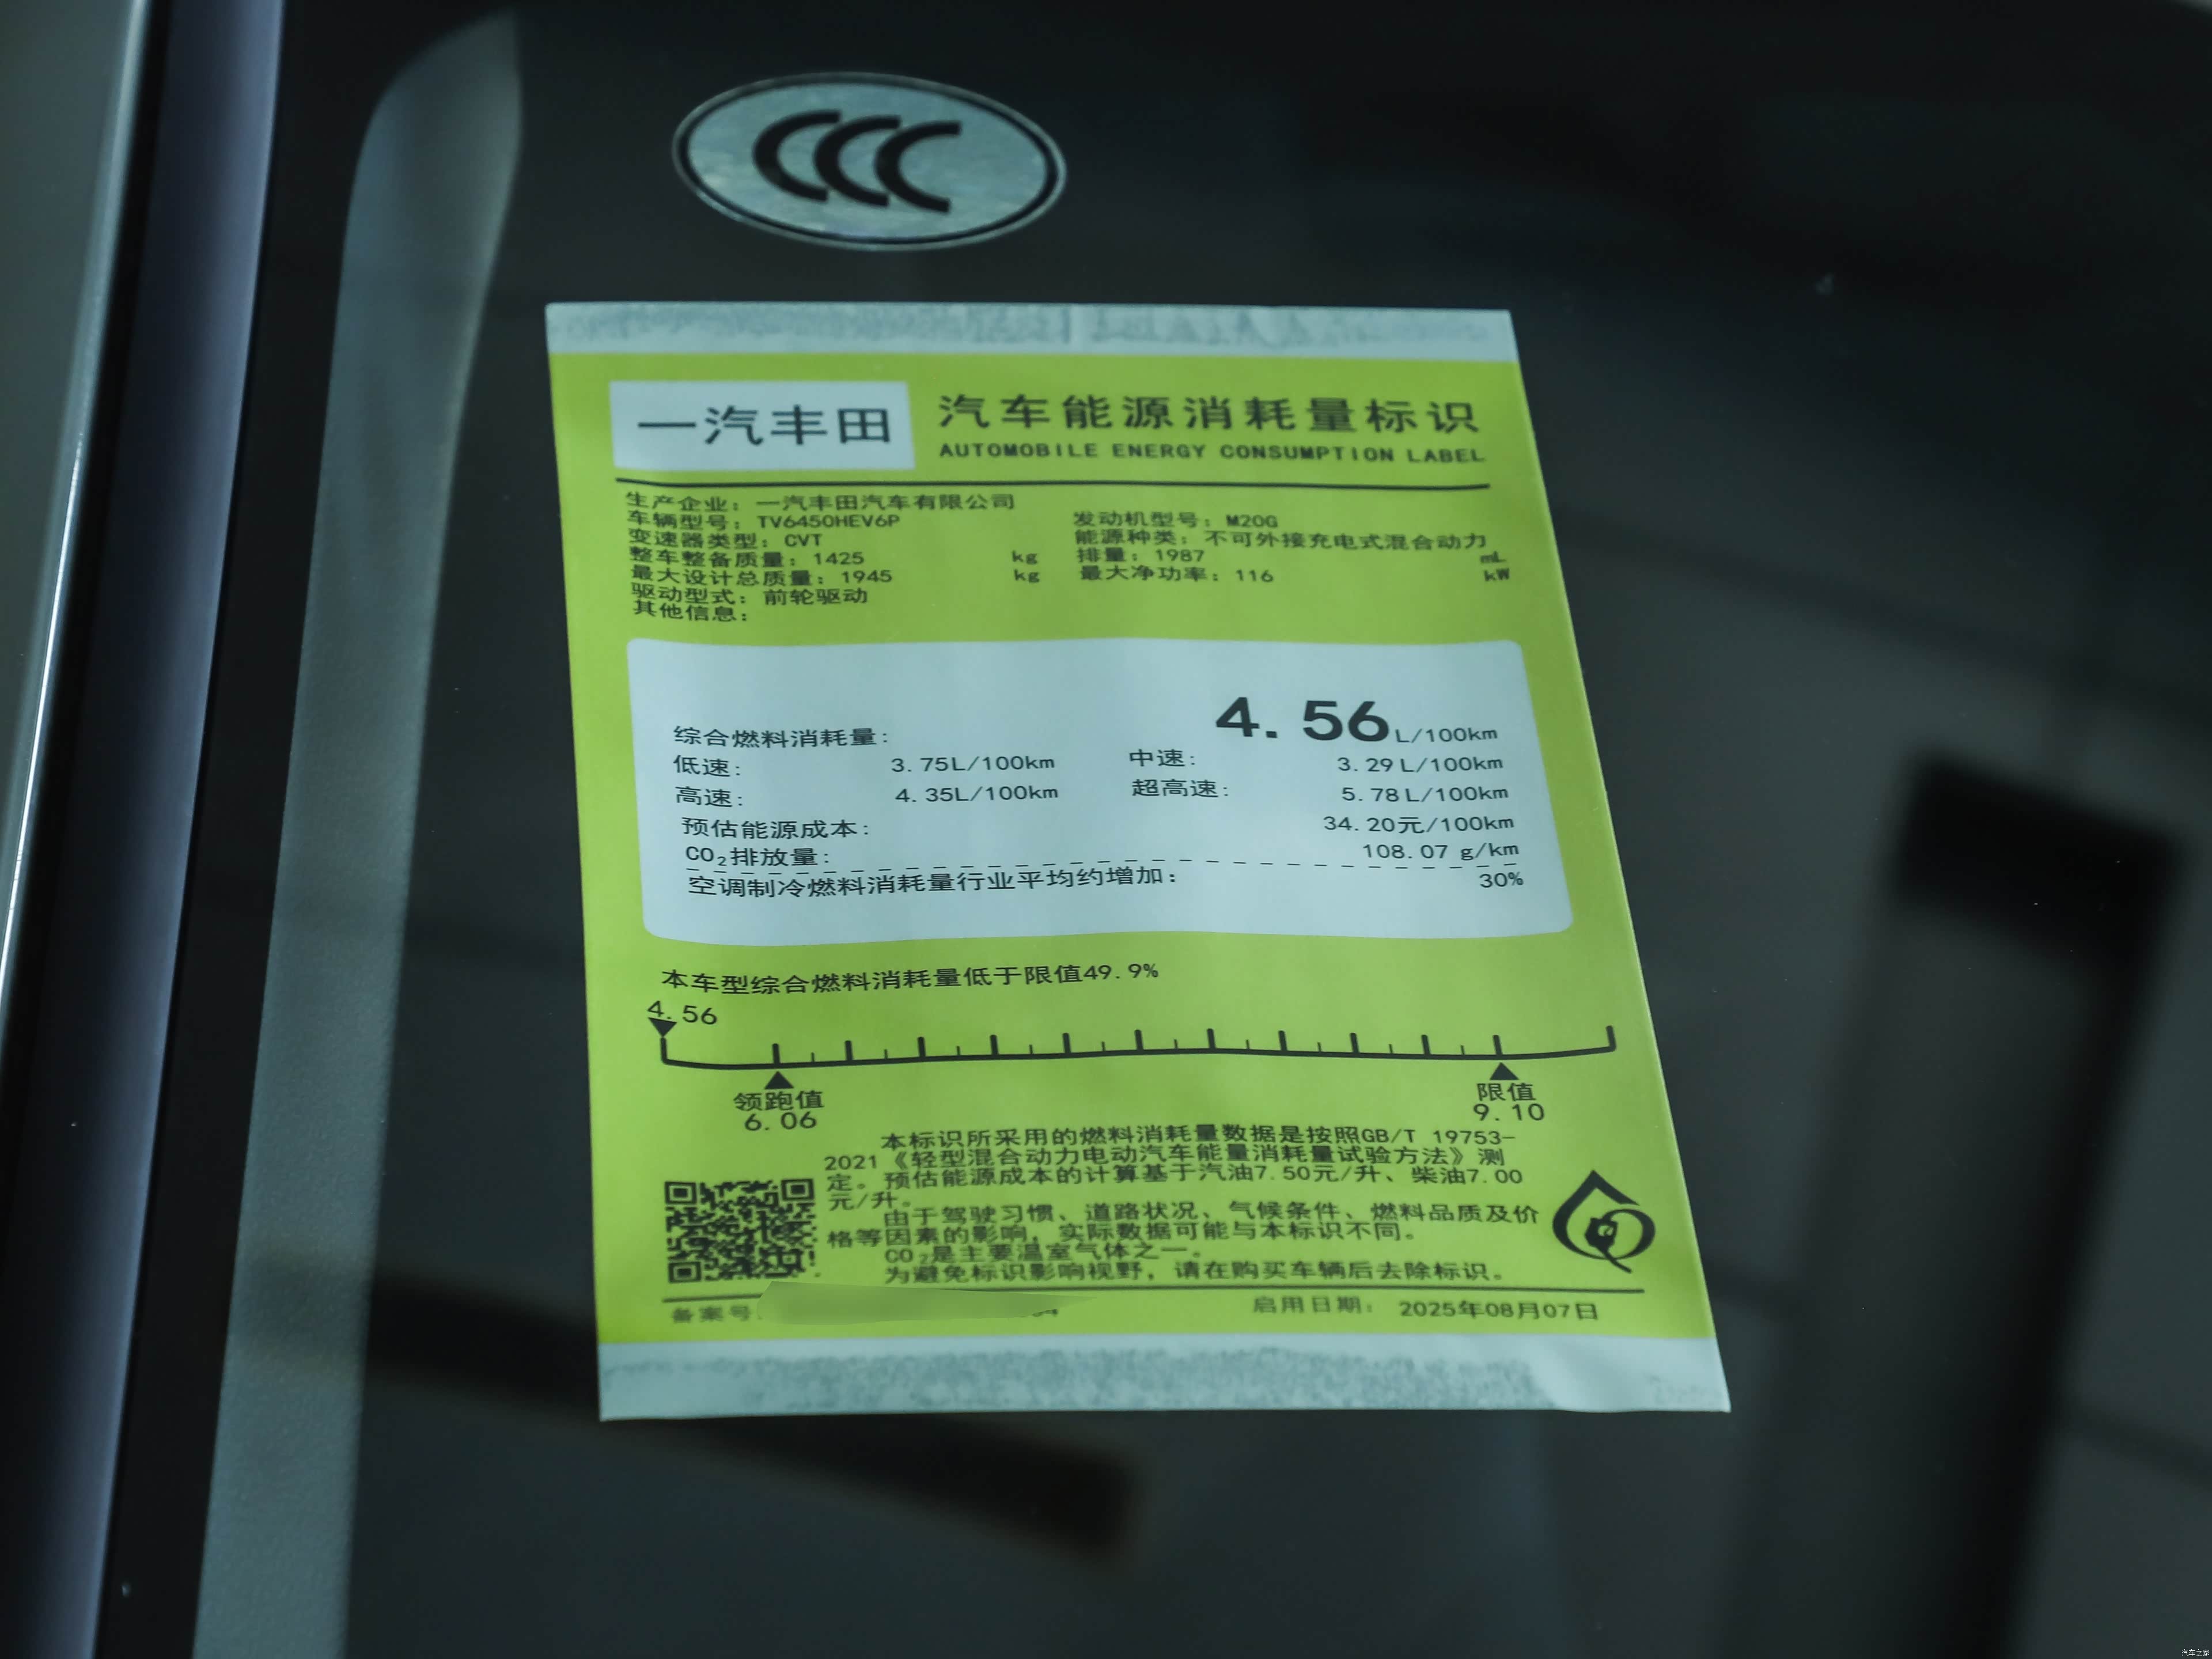 CCC
一汽丰田
汽车能源消耗量标识
AUTOMOBILE ENERGY CONSUMPTION LABEL
生产企业：一汽丰田汽车有限公司
车辆型号：TV6450HEV6P 发动机型号：M20G
变速器类型：CVT 能源种类：不可外接充电式混合动力
整车整备质量：1425 kg 排量：1987 mL
最大设计总质量：1945 kg 最大净功率：116 kW
驱动型式：前轮驱动
其他信息：
综合燃料消耗量： 4.56 L/100km
低速： 3.75L/100km 中速： 3.29L/100km
高速： 4.35L/100km 超高速： 5.78L/100km
预估能源成本： 34.20元/100km
CO₂排放量： 108.07 g/km
空调制冷燃料消耗量行业平均约增加： 30%
本车型综合燃料消耗量低于限值49.9%
4.56
领跑值 限值
6.06 9.10
本标识所采用的燃料消耗量数据是按照GB/T 19753-
2021《轻型混合动力电动汽车能量消耗量试验方法》测
定。预估能源成本的计算基于汽油7.50元/升、柴油7.00
元/升。
由于驾驶习惯、道路状况、气候条件、燃料品质及价
格等因素的影响，实际数据可能与本标识不同。
CO₂是主要温室气体之一。
为避免标识影响视野，请在购买车辆后去除标识。
备案号: 启用日期： 2025年08月07日
汽车之家